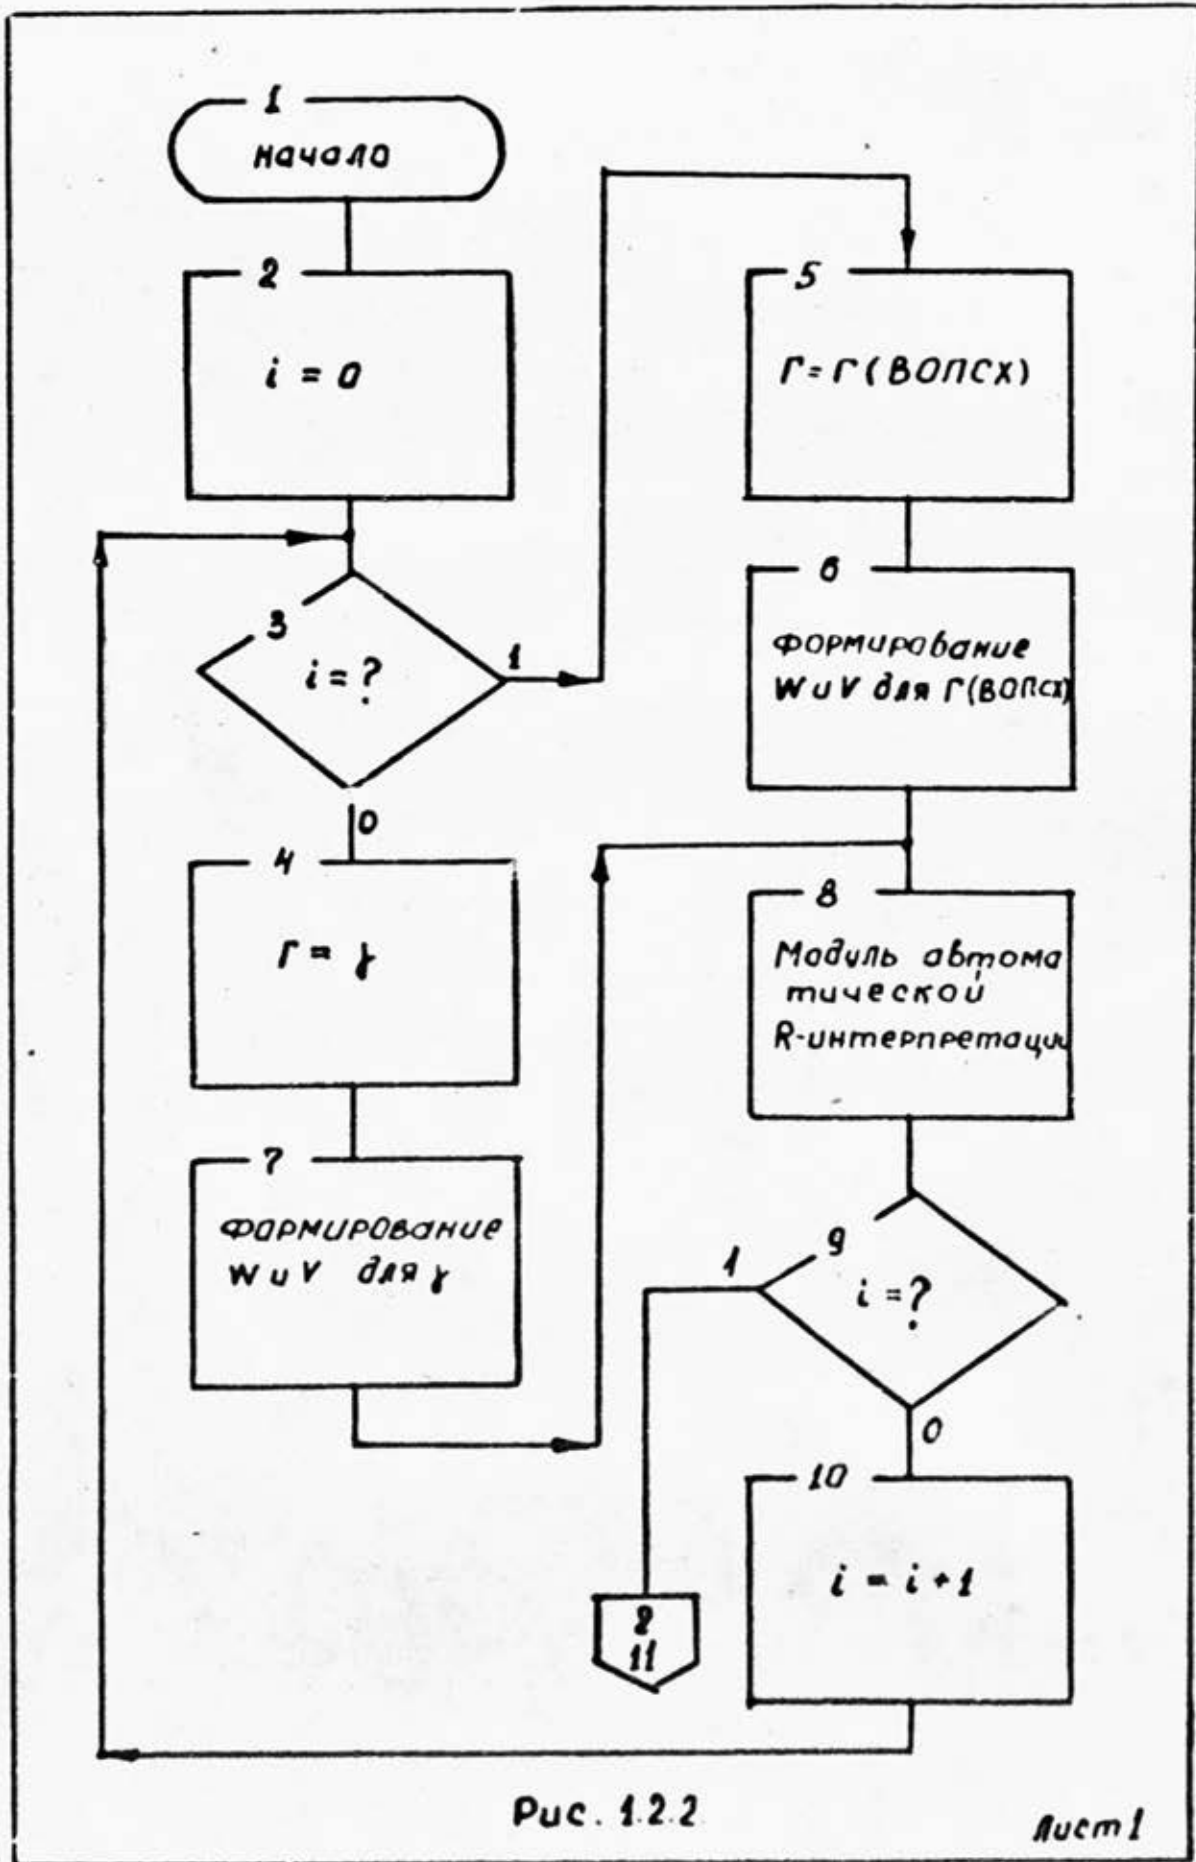 1
начало
2
i = 0
3
i = ?
1
0
4
Г = γ
7
формирование
W и V для γ
5
Г = Г (ВОПСХ)
6
формирование
W и V для Г (ВОПСХ)
8
Модуль автома
тической
R-интерпретации
9
i = ?
1
0
10
i = i + 1
2
11
Рис. 1.2.2
Лист 1